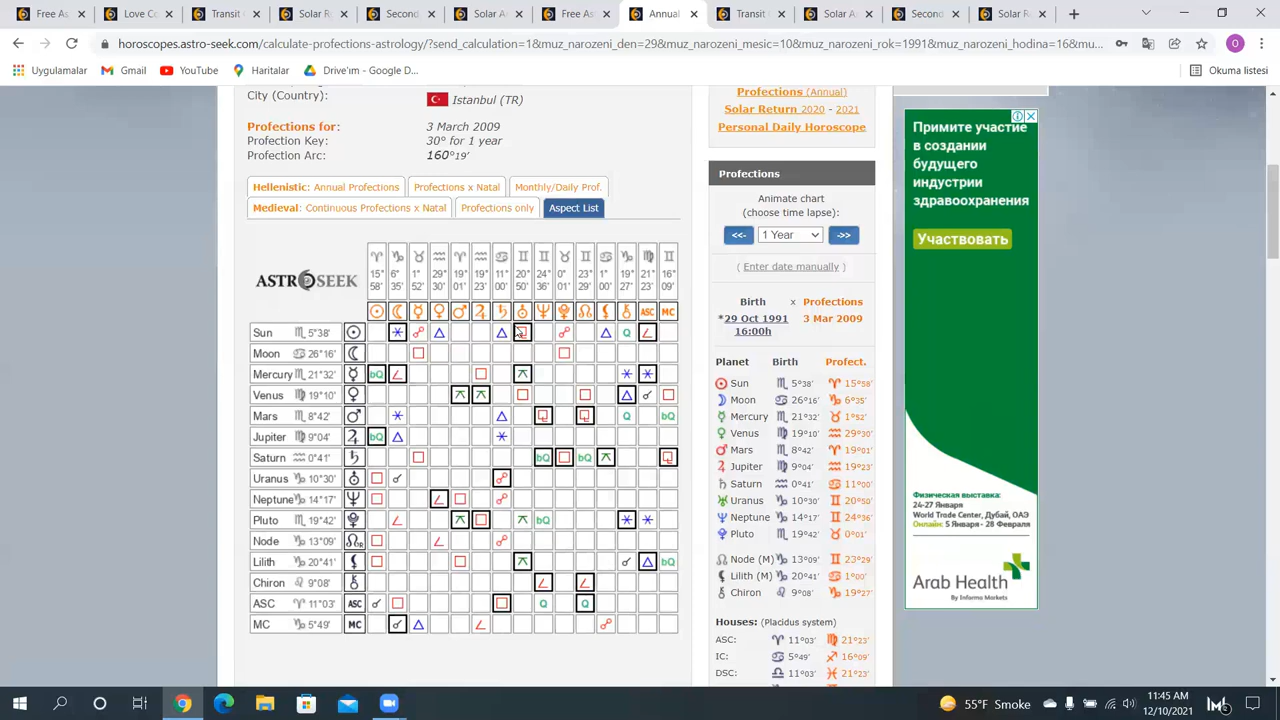 Free As
Love Co
Transit
Solar Re
Second
Solar Ar
Free Ast
Annual
Transit
Solar A
Second
Solar Re
horoscopes.astro-seek.com/calculate-profections-astrology/?send_calculation=1&muz_narozeni_den=29&muz_narozeni_mesic=10&muz_narozeni_rok=1991&muz_narozeni_hodina=16&mu...
Uygulamalar
Gmail
YouTube
Haritalar
Drive'ım - Google D...
Okuma listesi
City (Country): Istanbul (TR)
Profections for: 3 March 2009
Profection Key: 30° for 1 year
Profection Arc: 160°19'
Hellenistic: Annual Profections
Profections x Natal
Monthly/Daily Prof.
Medieval: Continuous Profections x Natal
Profections only
Aspect List
ASTROSEEK
15° 6° 1° 29° 19° 19° 11° 20° 24° 0° 23° 1° 19° 21° 16°
58' 35' 52' 30' 01' 23' 00' 50' 36' 01' 29' 00' 27' 23' 09'
ASC MC
Sun 5°38'
Moon 26°16'
Mercury 21°32'
Venus 19°10'
Mars 8°42'
Jupiter 9°04'
Saturn 0°41'
Uranus 10°30'
Neptune 14°17'
Pluto 19°42'
Node 13°09'
Lilith 20°41'
Chiron 9°08'
ASC 11°03' ASC
MC 5°49' MC
Profections (Annual)
Solar Return 2020 - 2021
Personal Daily Horoscope
Profections
Animate chart
(choose time lapse):
<<- 1 Year ->>
( Enter date manually )
Birth x Profections
*29 Oct 1991 3 Mar 2009
16:00h
Planet Birth Profect.
Sun 5°38' 15°58'
Moon 26°16' 6°35'
Mercury 21°32' 1°52'
Venus 19°10' 29°30'
Mars 8°42' 19°01'
Jupiter 9°04' 19°23'
Saturn 0°41' 11°00'
Uranus 10°30' 20°50'
Neptune 14°17' 24°36'
Pluto 19°42' 0°01'
Node (M) 13°09' 23°29'
Lilith (M) 20°41' 1°00'
Chiron 9°08' 19°27'
Houses: (Placidus system)
ASC: 11°03' 21°23'
IC: 5°49' 16°09'
DSC: 11°03' 21°23'
Примите участие
в создании
будущего
индустрии
здравоохранения
Участвовать
Физическая выставка:
24-27 Января
World Trade Center, Дубай, ОАЭ
Онлайн: 5 Января - 28 Февраля
Arab Health
By Informa Markets
55°F Smoke
11:45 AM
12/10/2021